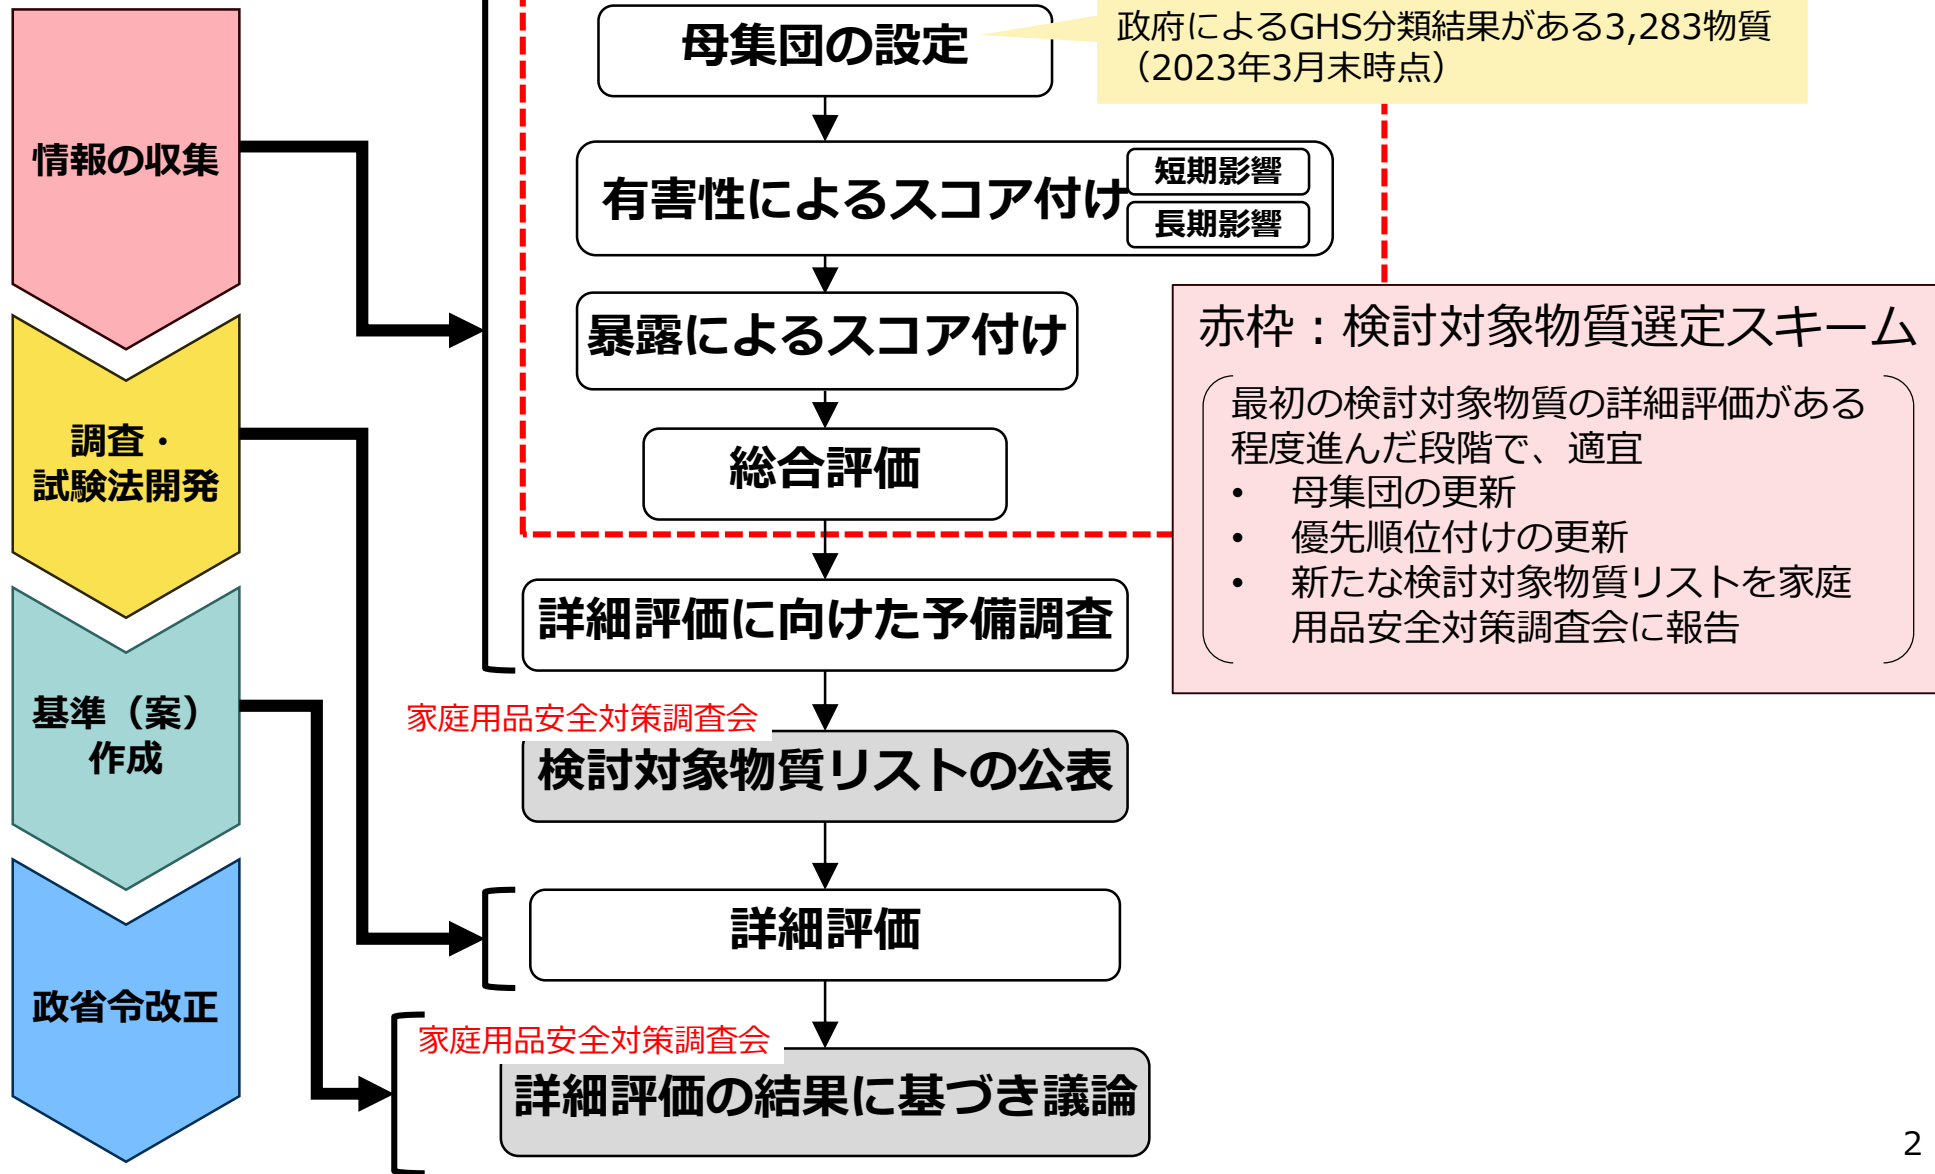 情報の収集
調査・
試験法開発
基準（案）
作成
政省令改正
母集団の設定
政府によるGHS分類結果がある3,283物質
（2023年3月末時点）
有害性によるスコア付け
短期影響
長期影響
暴露によるスコア付け
総合評価
赤枠：検討対象物質選定スキーム
最初の検討対象物質の詳細評価がある
程度進んだ段階で、適宜
• 母集団の更新
• 優先順位付けの更新
• 新たな検討対象物質リストを家庭
用品安全対策調査会に報告
詳細評価に向けた予備調査
家庭用品安全対策調査会
検討対象物質リストの公表
詳細評価
家庭用品安全対策調査会
詳細評価の結果に基づき議論
2